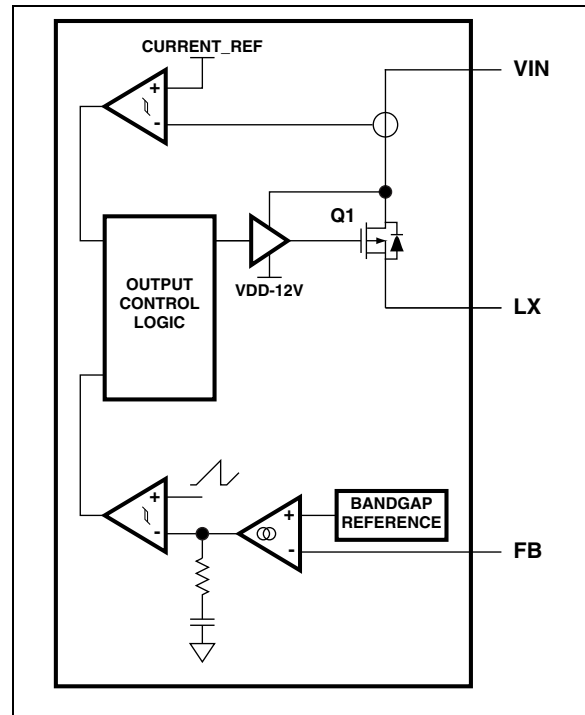 CURRENT_REF
VIN
+
-
Q1
OUTPUT
CONTROL
LOGIC
VDD-12V
LX
+
-
+
-
BANDGAP
REFERENCE
FB